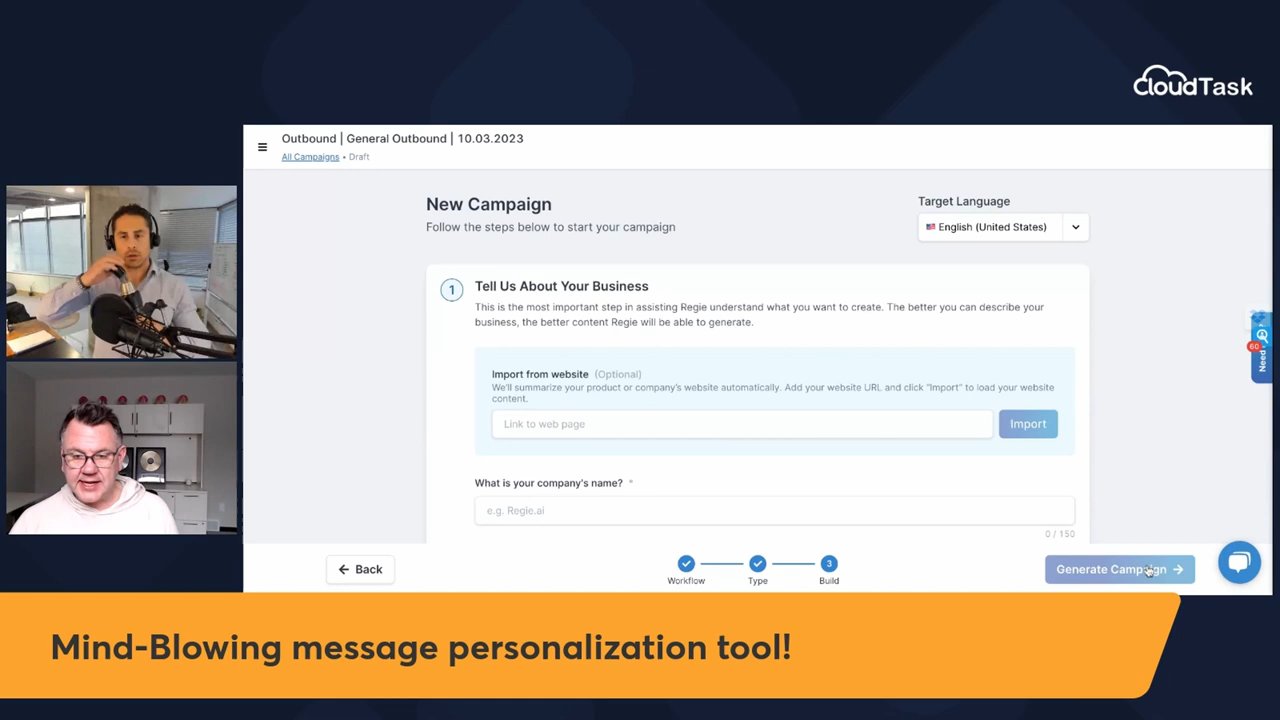 CloudTask
Outbound | General Outbound | 10.03.2023
All Campaigns • Draft
New Campaign
Follow the steps below to start your campaign
Target Language
English (United States)
1
Tell Us About Your Business
This is the most important step in assisting Regie understand what you want to create. The better you can describe your
business, the better content Regie will be able to generate.
Import from website (Optional)
We'll summarize your product or company's website automatically. Add your website URL and click "Import" to load your website
content.
Link to web page
Import
60
Need
What is your company's name? *
e.g. Regie.ai
0 / 150
← Back
3
Workflow
Type
Build
Generate Campaign →
Mind-Blowing message personalization tool!